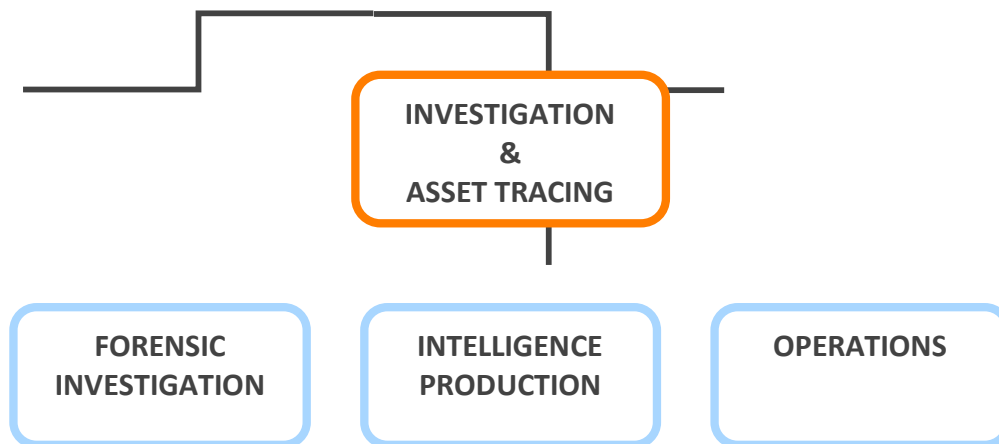 INVESTIGATION
&
ASSET TRACING
FORENSIC
INVESTIGATION
INTELLIGENCE
PRODUCTION
OPERATIONS